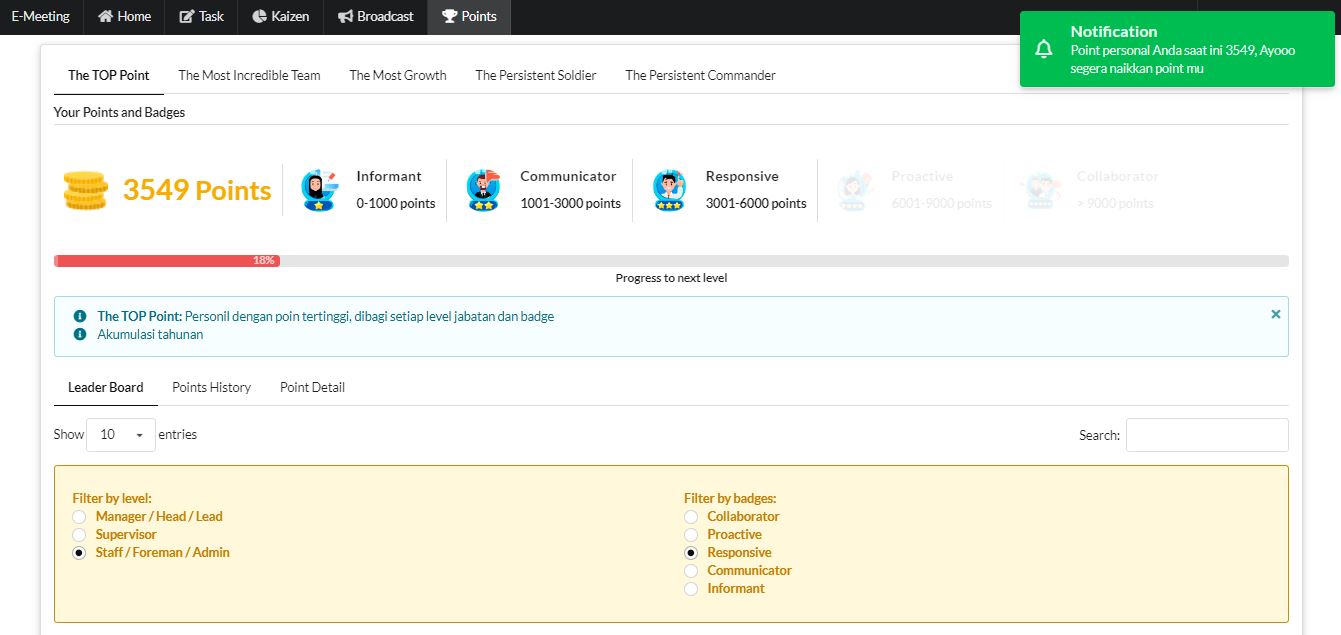 E-Meeting Home Task Kaizen Broadcast Points
Notification
Point personal Anda saat ini 3549, Ayooo
segera naikkan point mu
The TOP Point The Most Incredible Team The Most Growth The Persistent Soldier The Persistent Commander
Your Points and Badges
3549 Points
Informant
0-1000 points
Communicator
1001-3000 points
Responsive
3001-6000 points
Proactive
6001-9000 points
Collaborator
> 9000 points
18%
Progress to next level
The TOP Point: Personil dengan poin tertinggi, dibagi setiap level jabatan dan badge
Akumulasi tahunan
Leader Board Points History Point Detail
Show 10 entries
Search:
Filter by level:
Manager / Head / Lead
Supervisor
Staff / Foreman / Admin
Filter by badges:
Collaborator
Proactive
Responsive
Communicator
Informant